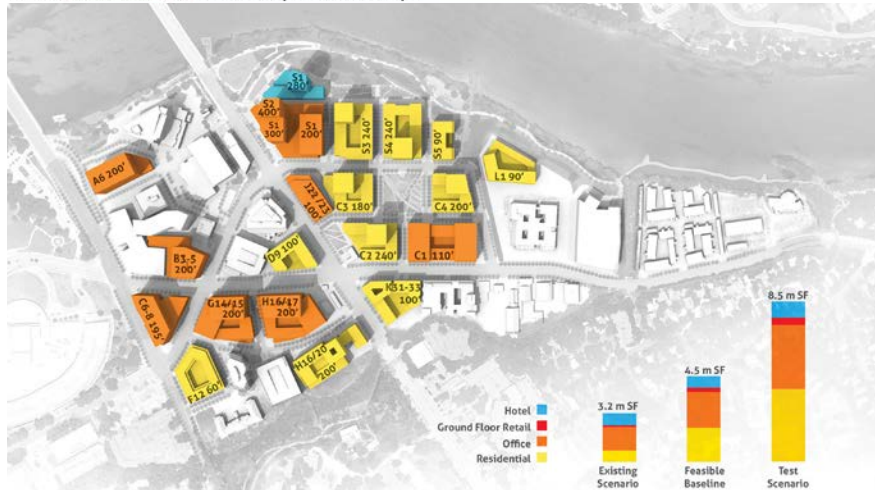 S1
280'
S2
400'
S1
300'
S1
200'
S3 240'
S4 240'
S5 90'
L1 90'
A6 200'
J22 /23
100'
C3 180'
C4 200'
B3-5
200'
D9 100'
C2 240'
C1 110'
K31-33
100'
C6-8 195'
G14/15
200'
H16/17
200'
H16/20
200'
F12 60'
8.5 m SF
4.5 m SF
3.2 m SF
Hotel
Ground Floor Retail
Office
Residential
Existing
Scenario
Feasible
Baseline
Test
Scenario